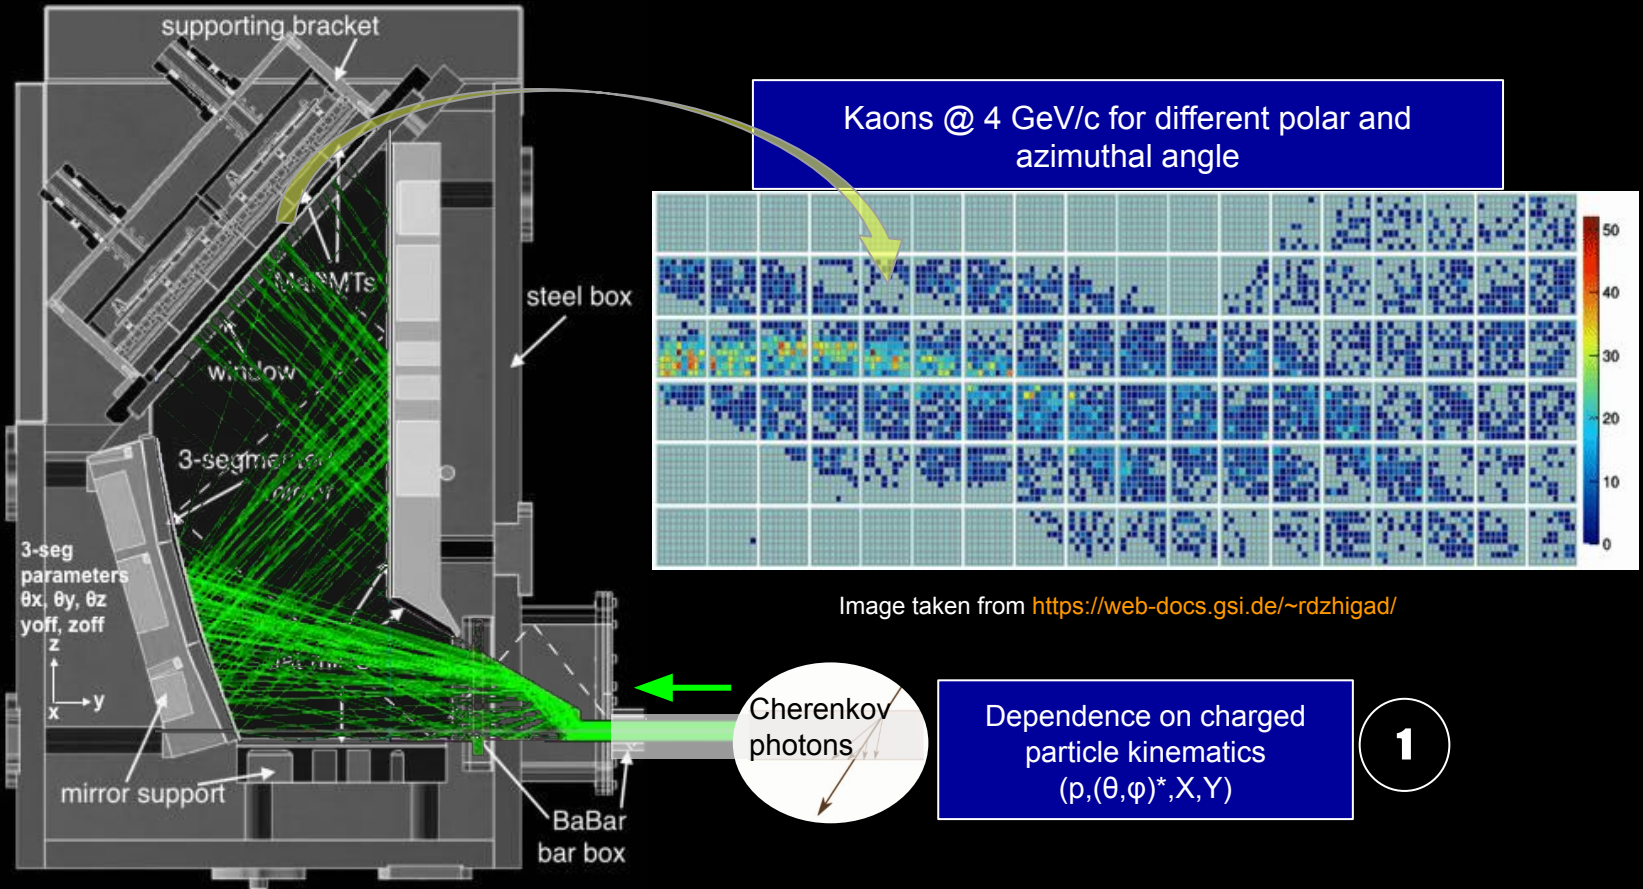 supporting bracket
Kaons @ 4 GeV/c for different polar and
azimuthal angle
MaPMTs
steel box
window
3-segmented
mirror
50
40
30
20
10
0
3-seg
parameters
θx, θy, θz
yoff, zoff
z
y
x
Image taken from https://web-docs.gsi.de/~rdzhigad/
Cherenkov
photons
Dependence on charged
particle kinematics
(p,(θ,φ)*,X,Y)
1
mirror support
BaBar
bar box